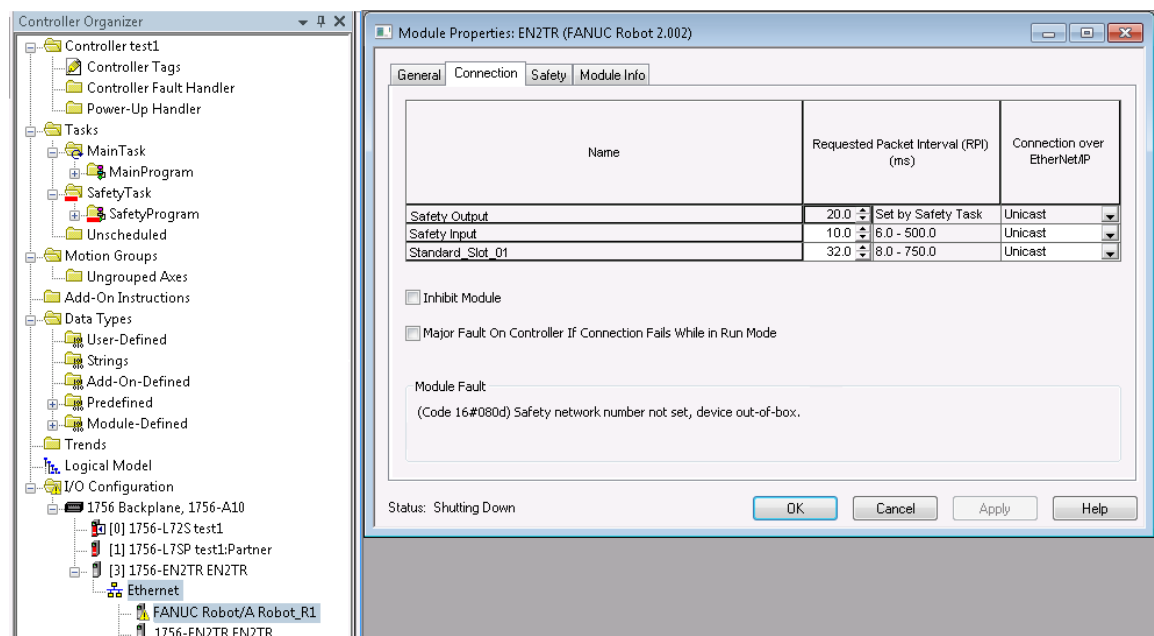 Controller Organizer
Controller test1
Controller Tags
Controller Fault Handler
Power-Up Handler
Tasks
MainTask
MainProgram
SafetyTask
SafetyProgram
Unscheduled
Motion Groups
Ungrouped Axes
Add-On Instructions
Data Types
User-Defined
Strings
Add-On-Defined
Predefined
Module-Defined
Trends
Logical Model
I/O Configuration
1756 Backplane, 1756-A10
[0] 1756-L72S test1
[1] 1756-L7SP test1:Partner
[3] 1756-EN2TR EN2TR
Ethernet
FANUC Robot/A Robot_R1
1756-EN2TR EN2TR
Module Properties: EN2TR (FANUC Robot 2.002)
General Connection Safety Module Info
Name Requested Packet Interval (RPI) (ms) Connection over EtherNet/IP
Safety Output 20.0 Set by Safety Task Unicast
Safety Input 10.0 6.0 - 500.0 Unicast
Standard_Slot_01 32.0 8.0 - 750.0 Unicast
Inhibit Module
Major Fault On Controller If Connection Fails While in Run Mode
Module Fault
(Code 16#080d) Safety network number not set, device out-of-box.
Status: Shutting Down OK Cancel Apply Help